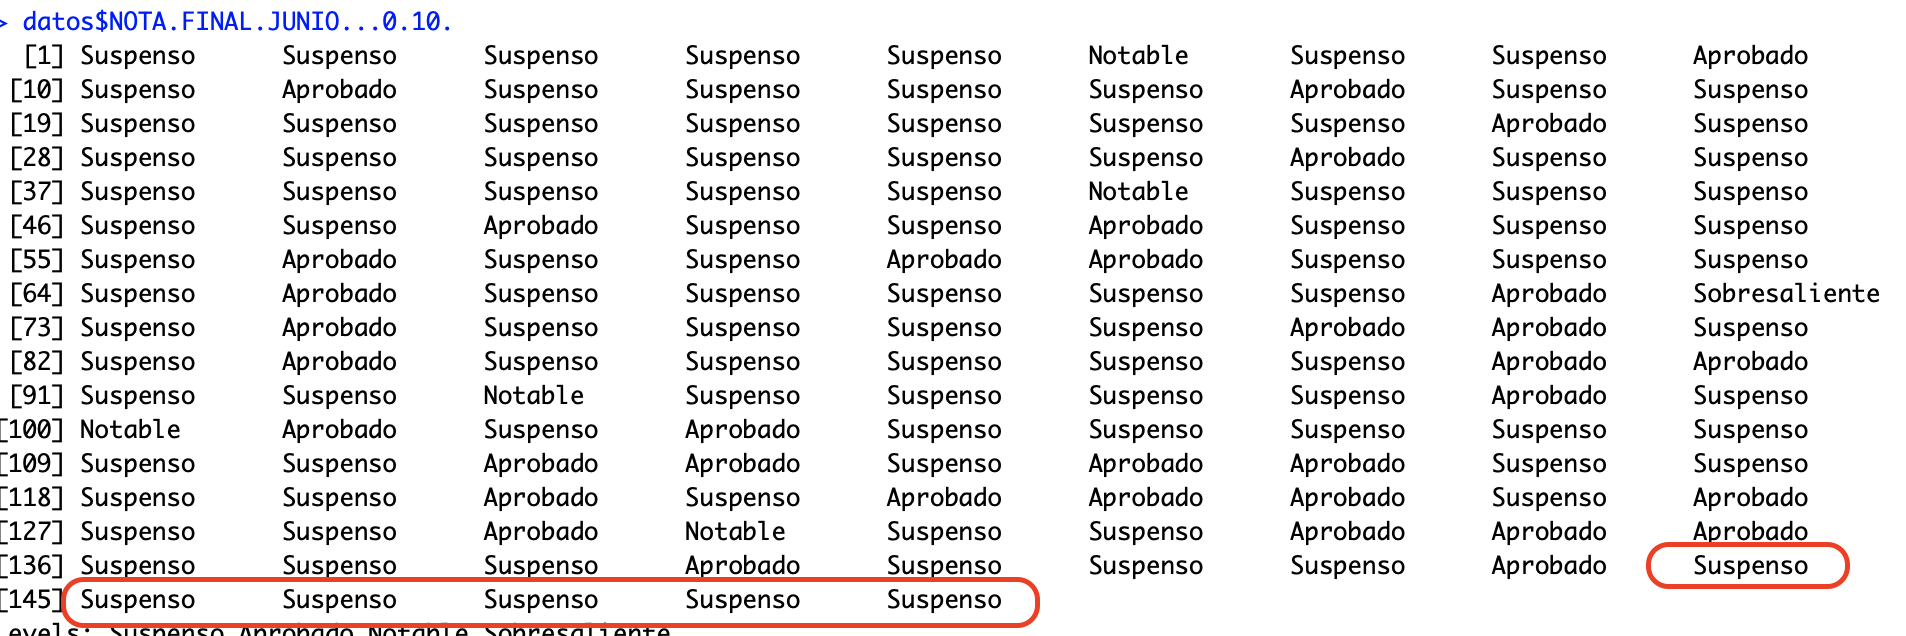 > datos$NOTA.FINAL.JUNIO...0.10.
[1] Suspenso Suspenso Suspenso Suspenso Suspenso Notable Suspenso Suspenso Aprobado
[10] Suspenso Aprobado Suspenso Suspenso Suspenso Suspenso Aprobado Suspenso Suspenso
[19] Suspenso Suspenso Suspenso Suspenso Suspenso Suspenso Suspenso Aprobado Suspenso
[28] Suspenso Suspenso Suspenso Suspenso Suspenso Suspenso Aprobado Suspenso Suspenso
[37] Suspenso Suspenso Suspenso Suspenso Suspenso Notable Suspenso Suspenso Suspenso
[46] Suspenso Suspenso Aprobado Suspenso Suspenso Aprobado Suspenso Suspenso Suspenso
[55] Suspenso Aprobado Suspenso Suspenso Aprobado Aprobado Suspenso Suspenso Suspenso
[64] Suspenso Aprobado Suspenso Suspenso Suspenso Suspenso Suspenso Aprobado Sobresaliente
[73] Suspenso Aprobado Suspenso Suspenso Suspenso Suspenso Aprobado Aprobado Suspenso
[82] Suspenso Aprobado Suspenso Suspenso Suspenso Suspenso Suspenso Aprobado Aprobado
[91] Suspenso Suspenso Notable Suspenso Suspenso Suspenso Suspenso Aprobado Suspenso
[100] Notable Aprobado Suspenso Aprobado Suspenso Suspenso Suspenso Suspenso Suspenso
[109] Suspenso Suspenso Aprobado Aprobado Suspenso Aprobado Aprobado Suspenso Suspenso
[118] Suspenso Suspenso Aprobado Suspenso Aprobado Aprobado Aprobado Suspenso Aprobado
[127] Suspenso Suspenso Aprobado Notable Suspenso Suspenso Aprobado Aprobado Aprobado
[136] Suspenso Suspenso Suspenso Aprobado Suspenso Suspenso Suspenso Aprobado Suspenso
[145] Suspenso Suspenso Suspenso Suspenso Suspenso
evels: Suspenso Aprobado Notable Sobresaliente